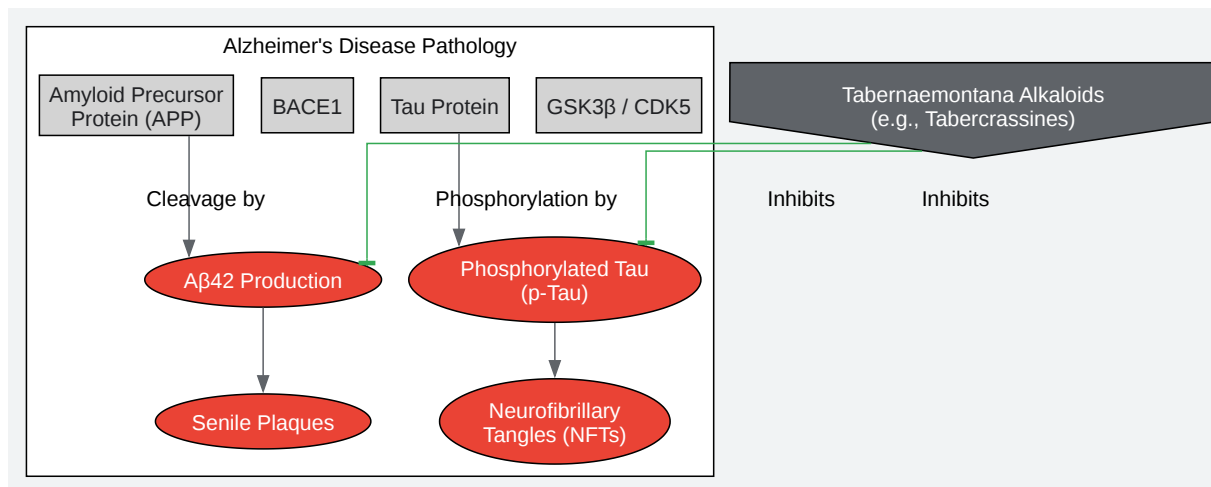 Alzheimer's Disease Pathology
Amyloid Precursor
Protein (APP)
BACE1
Tau Protein
GSK3β / CDK5
Tabernaemontana Alkaloids
(e.g., Tabercrassines)
Cleavage by
Phosphorylation by
Inhibits
Inhibits
Aβ42 Production
Phosphorylated Tau
(p-Tau)
Senile Plaques
Neurofibrillary
Tangles (NFTs)